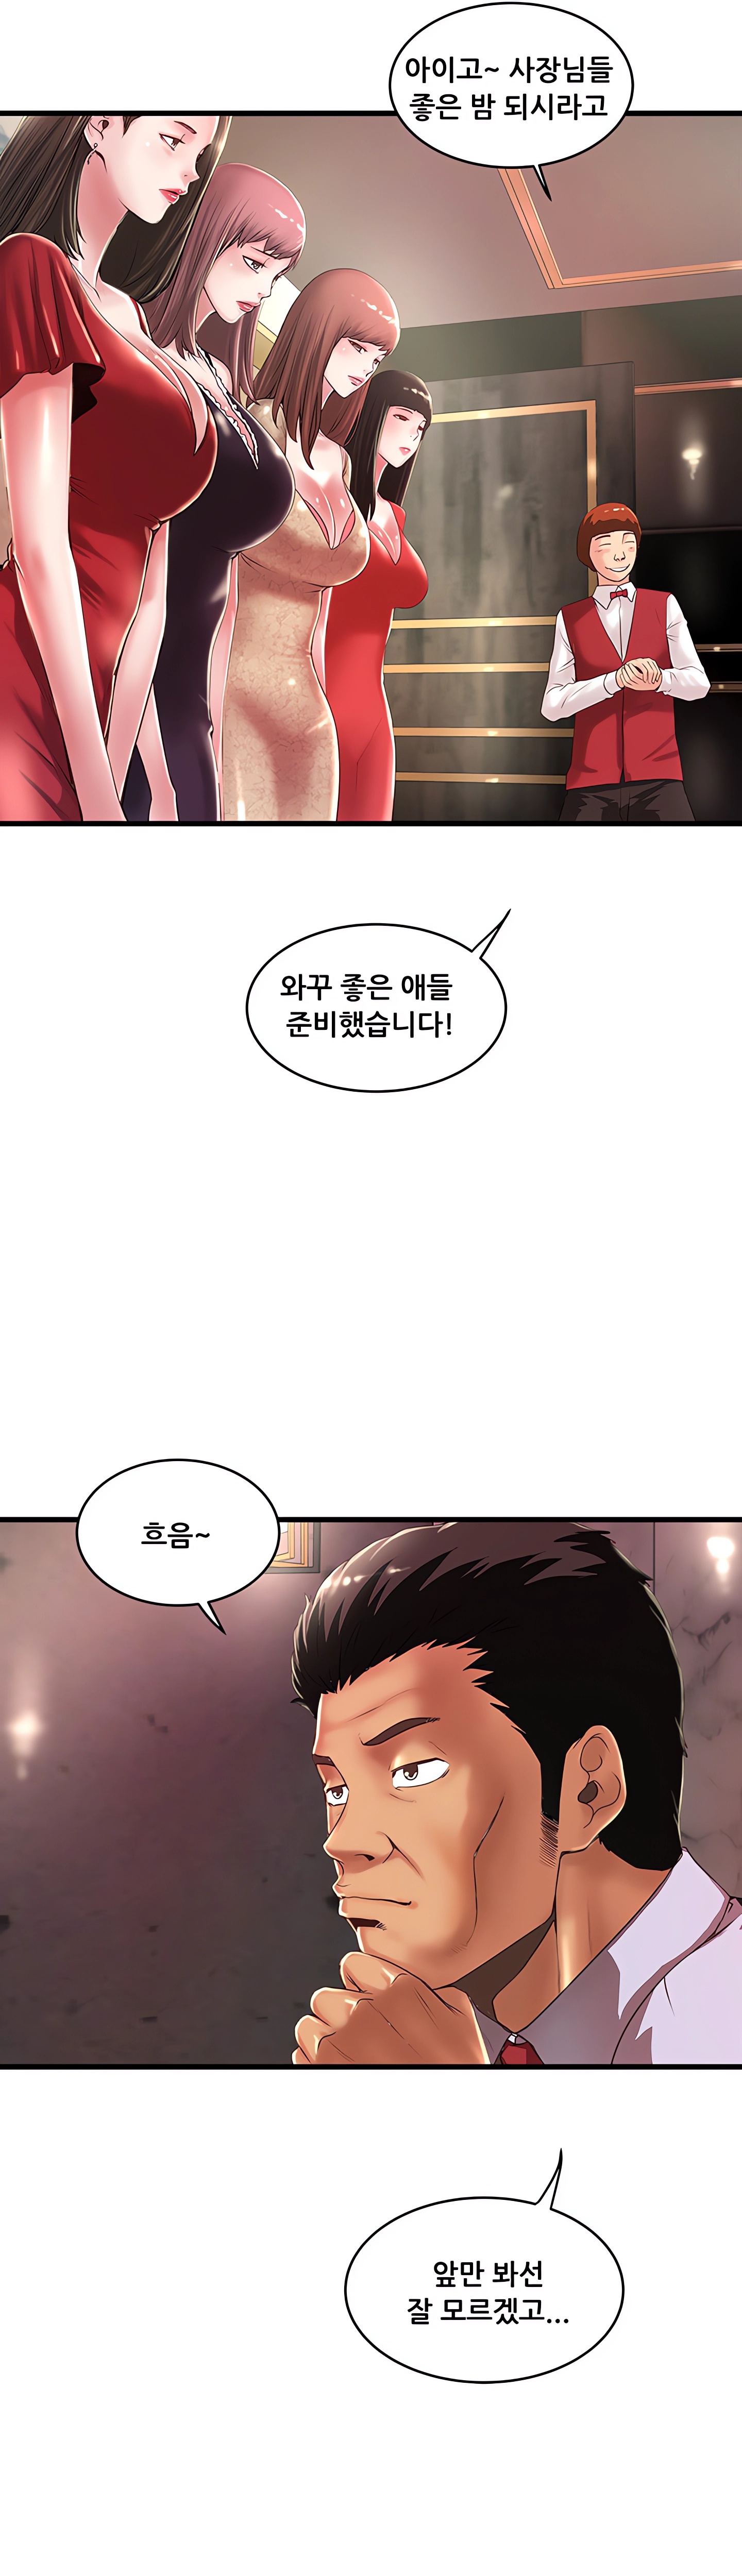 아이고~ 사장님들
좋은 밤 되시라고
와꾸 좋은 애들
준비했습니다!
흐음~
앞만 봐선
잘 모르겠고...